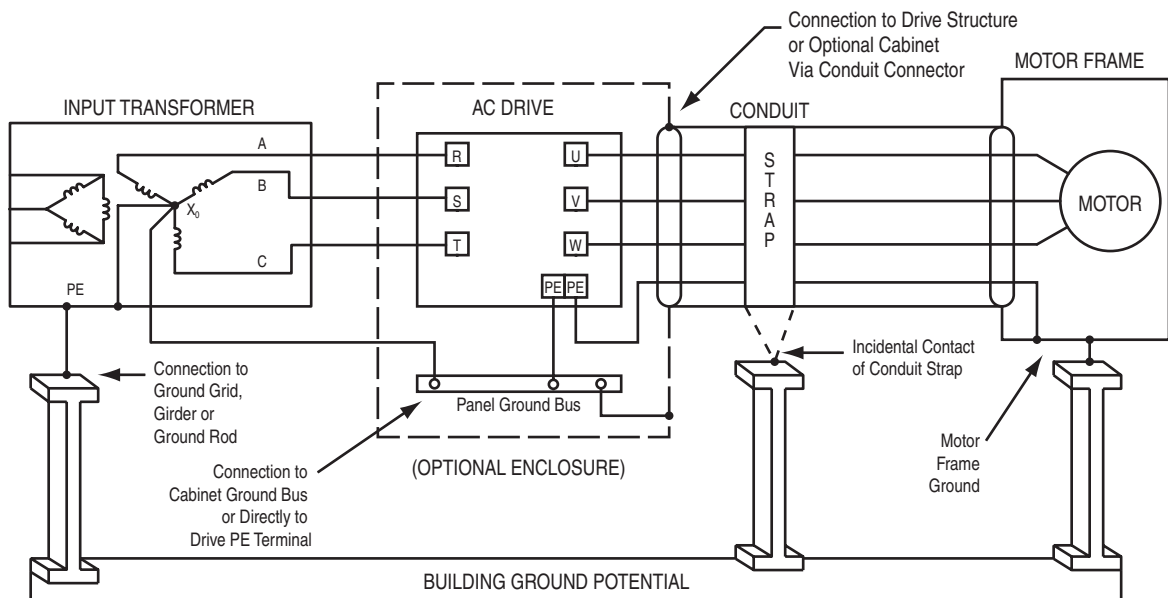 Connection to Drive Structure
or Optional Cabinet
Via Conduit Connector
MOTOR FRAME
INPUT TRANSFORMER
AC DRIVE
CONDUIT
A
B
C
X₀
PE
R
S
T
U
V
W
PE
PE
STRAP
MOTOR
Connection to
Ground Grid,
Girder or
Ground Rod
Panel Ground Bus
Incidental Contact
of Conduit Strap
(OPTIONAL ENCLOSURE)
Connection to
Cabinet Ground Bus
or Directly to
Drive PE Terminal
Motor
Frame
Ground
BUILDING GROUND POTENTIAL